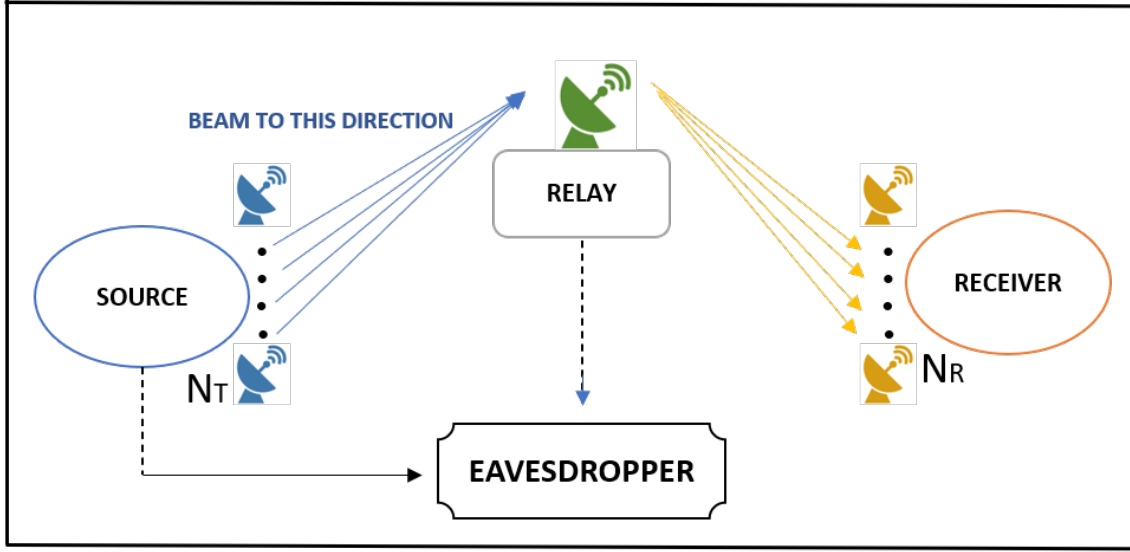 BEAM TO THIS DIRECTION
RELAY
SOURCE
RECEIVER
NT
NR
EAVESDROPPER